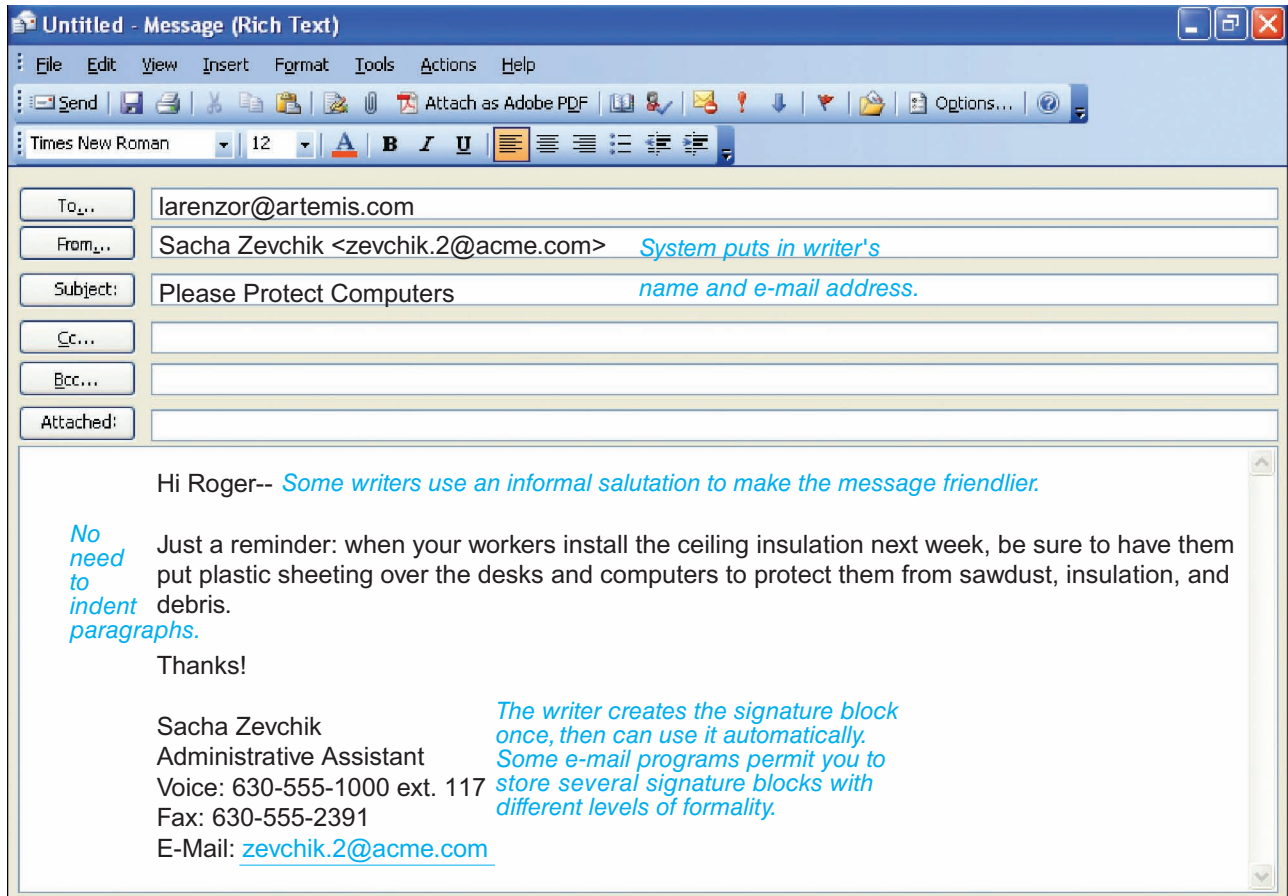 Untitled - Message (Rich Text)
File Edit View Insert Format Tools Actions Help
Send Attach as Adobe PDF Options...
Times New Roman 12 A B I U
To... larenzor@artemis.com
From... Sacha Zevchik <zevchik.2@acme.com> System puts in writer's
Subject: Please Protect Computers name and e-mail address.
Cc...
Bcc...
Attached:
Hi Roger-- Some writers use an informal salutation to make the message friendlier.
No
need
to
indent
paragraphs.
Just a reminder: when your workers install the ceiling insulation next week, be sure to have them
put plastic sheeting over the desks and computers to protect them from sawdust, insulation, and
debris.
Thanks!
Sacha Zevchik
Administrative Assistant
Voice: 630-555-1000 ext. 117
Fax: 630-555-2391
E-Mail: zevchik.2@acme.com
The writer creates the signature block
once, then can use it automatically.
Some e-mail programs permit you to
store several signature blocks with
different levels of formality.